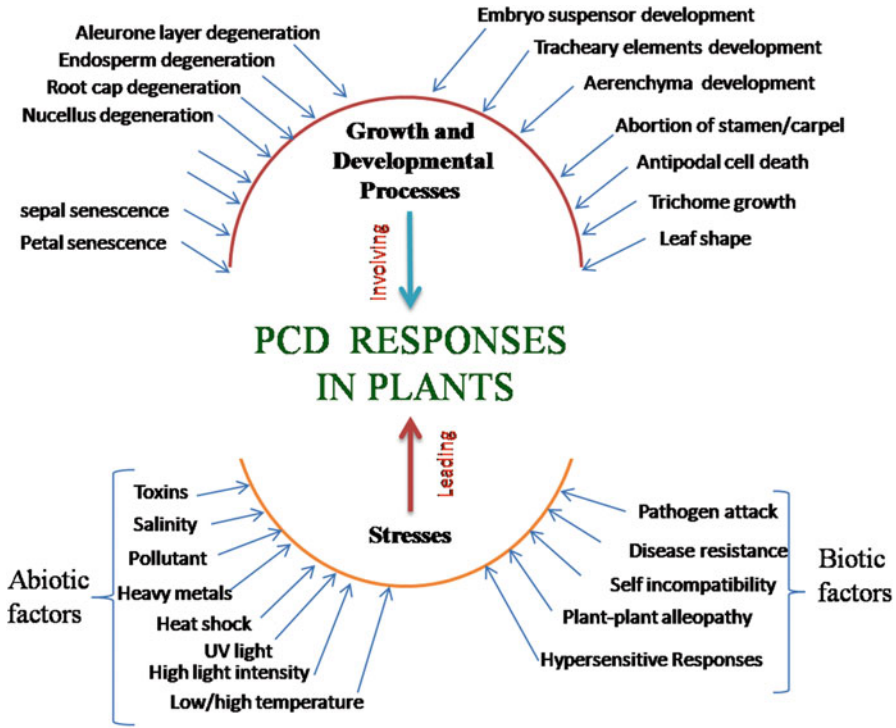 Aleurone layer degeneration
Endosperm degeneration
Root cap degeneration
Nucellus degeneration
sepal senescence
Petal senescence
Embryo suspensor development
Tracheary elements development
Aerenchyma development
Abortion of stamen/carpel
Antipodal cell death
Trichome growth
Leaf shape
Growth and
Developmental
Processes
Involving
PCD RESPONSES
IN PLANTS
Leading
Stresses
Abiotic
factors
Toxins
Salinity
Pollutant
Heavy metals
Heat shock
UV light
High light intensity
Low/high temperature
Pathogen attack
Disease resistance
Self incompatibility
Plant-plant alleopathy
Hypersensitive Responses
Biotic
factors